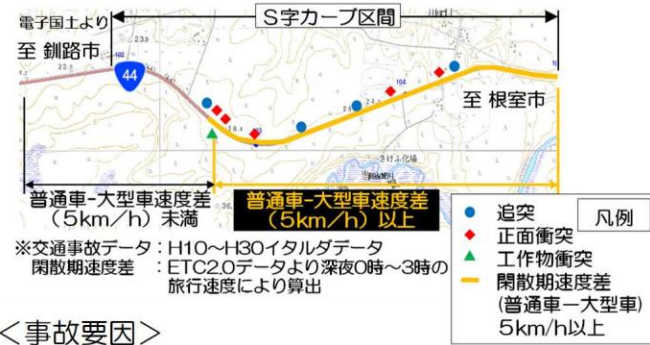 電子国土より
S字カーブ区間
至 釧路市
44
至 根室市
さけふ化場
普通車-大型車速度差
(5km/h)未満
普通車-大型車速度差
(5km/h)以上
凡例
追突
正面衝突
工作物衝突
閑散期速度差
(普通車ー大型車)
5km/h以上
※交通事故データ:H10〜H30イタルダデータ
閑散期速度差:ETC2.0データより深夜0時〜3時の
旅行速度により算出
<事故要因>